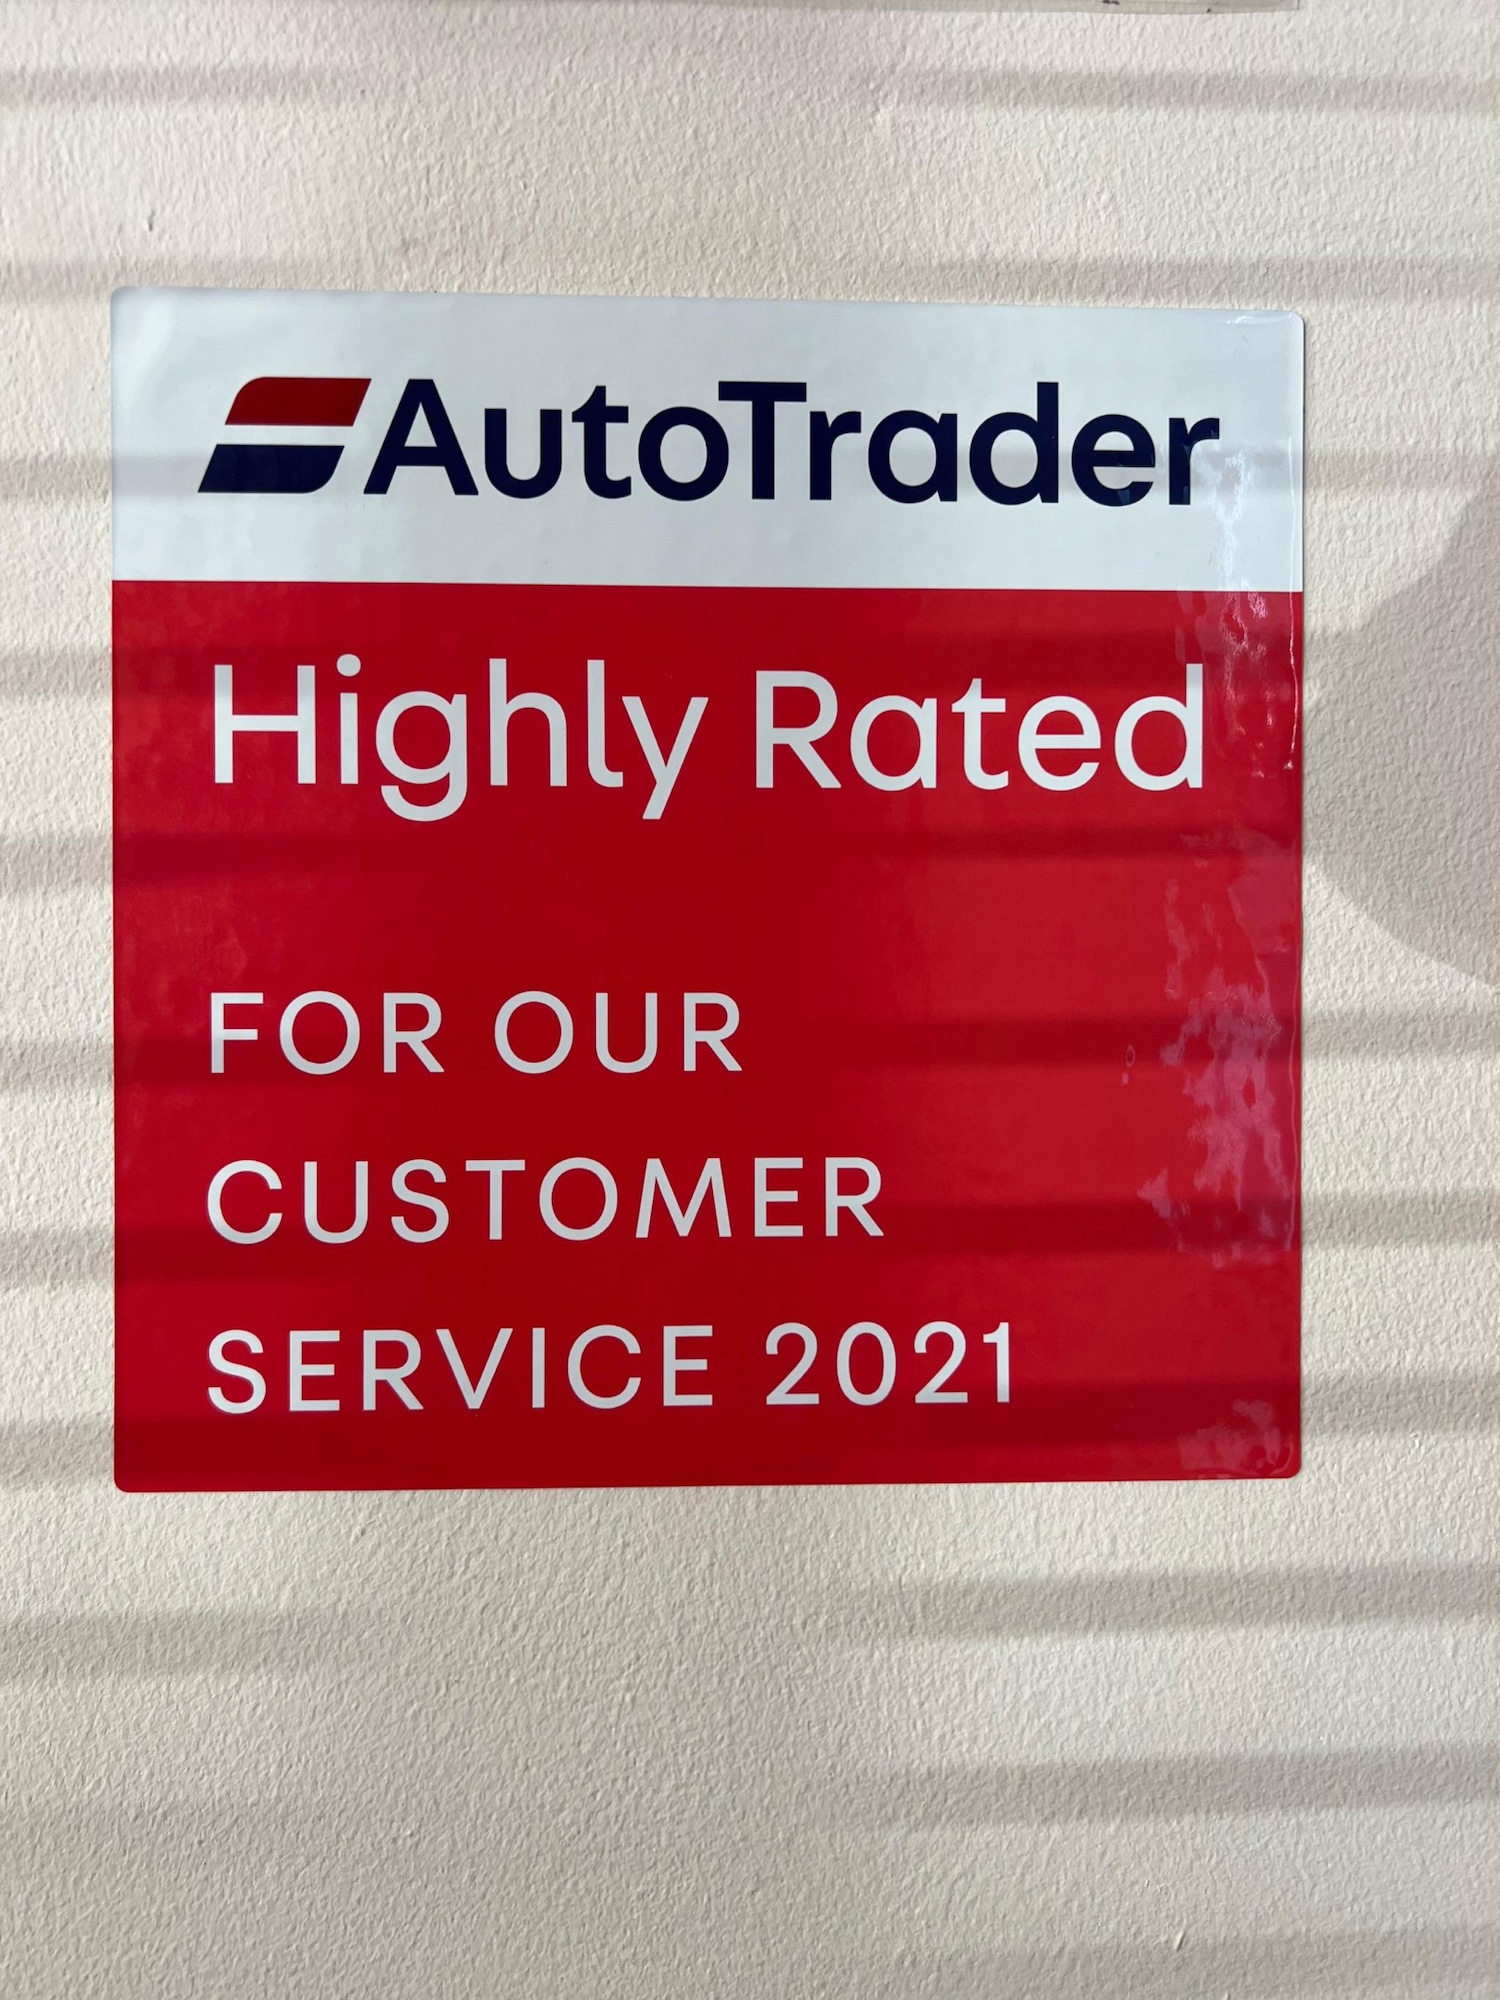 AutoTrader
Highly Rated
FOR OUR
CUSTOMER
SERVICE 2021